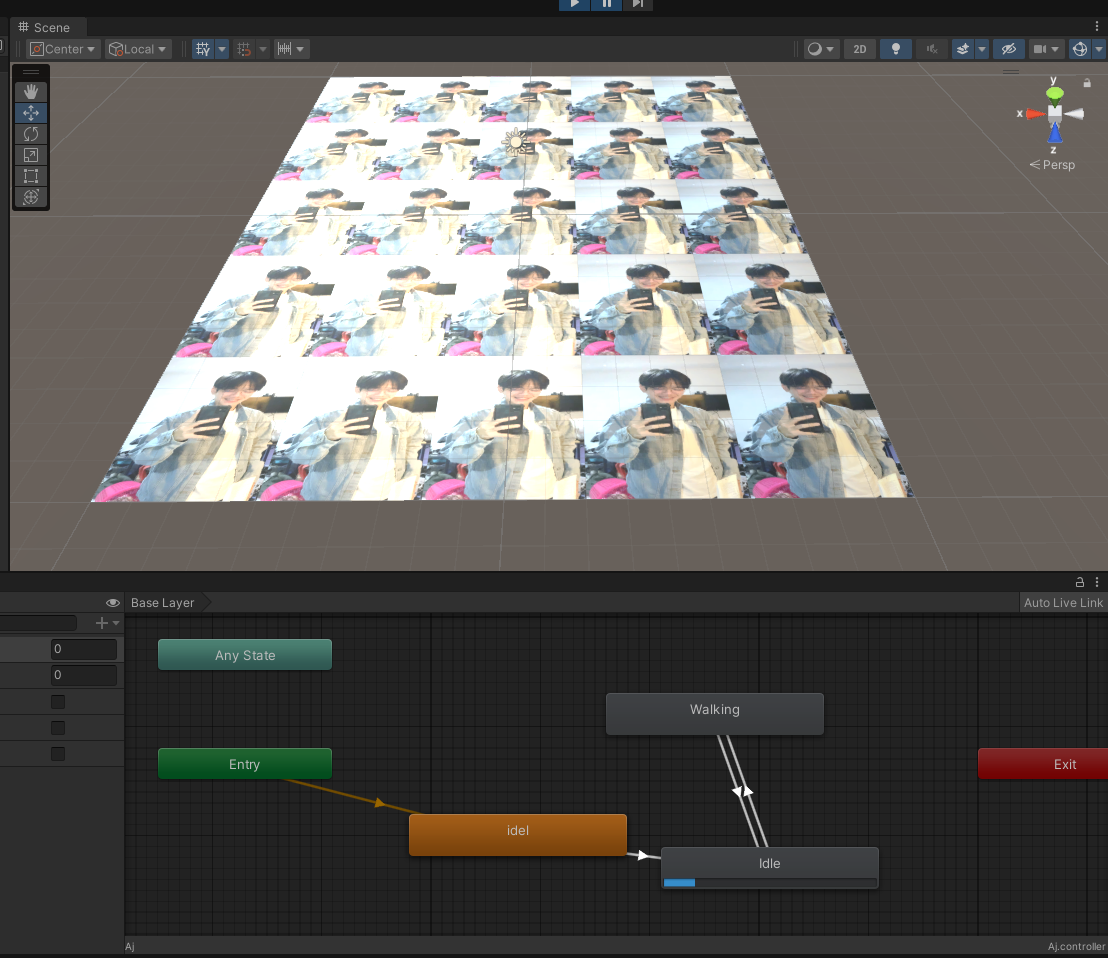 Scene
Center
Local
2D
y
x
z
Persp
Base Layer
Auto Live Link
0
0
Any State
Walking
Entry
Exit
idel
Idle
Aj
Aj.controller